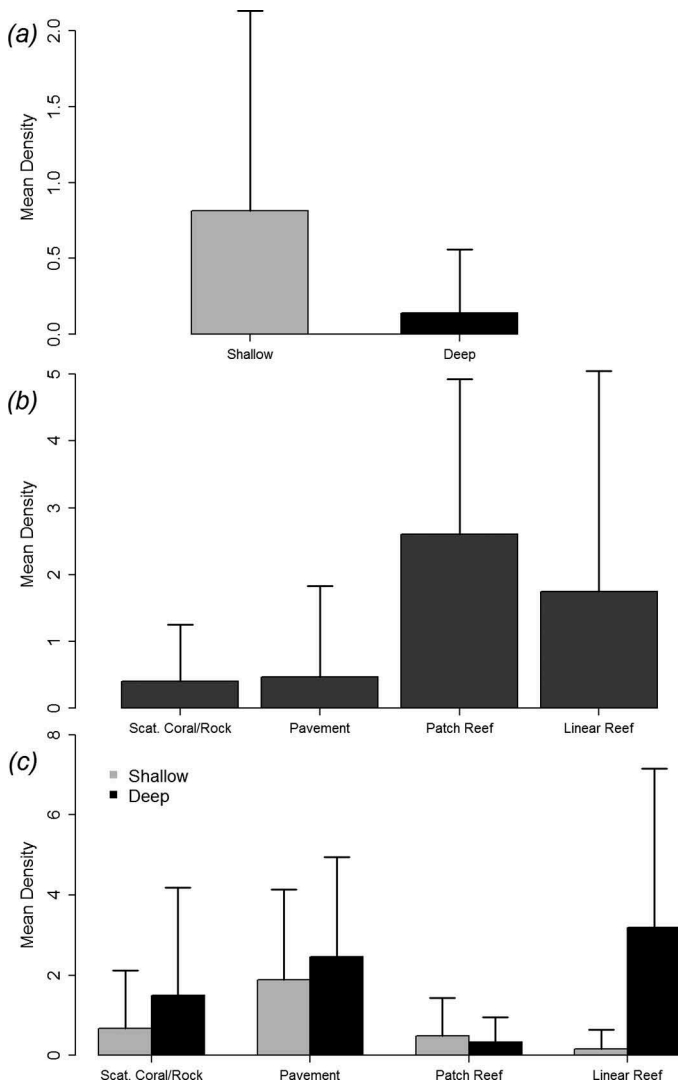 (a)
2.0
1.5
1.0
0.5
0.0
Mean Density
Shallow Deep
(b)
5
4
3
2
1
0
Mean Density
Scat. Coral/Rock Pavement Patch Reef Linear Reef
(c)
8
6
4
2
0
Mean Density
Shallow
Deep
Scat. Coral/Rock Pavement Patch Reef Linear Reef